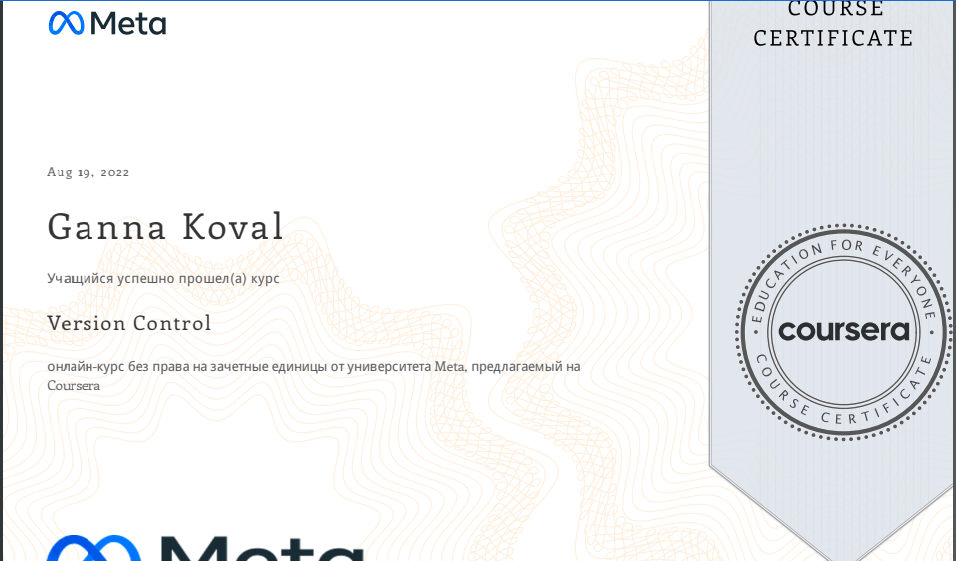 Meta
COURSE
CERTIFICATE
Aug 19, 2022
Ganna Koval
Учащийся успешно прошел(а) курс
Version Control
онлайн-курс без права на зачетные единицы от университета Meta, предлагаемый на
Coursera
EDUCATION FOR EVERYONE
coursera
COURSE CERTIFICATE
Meta